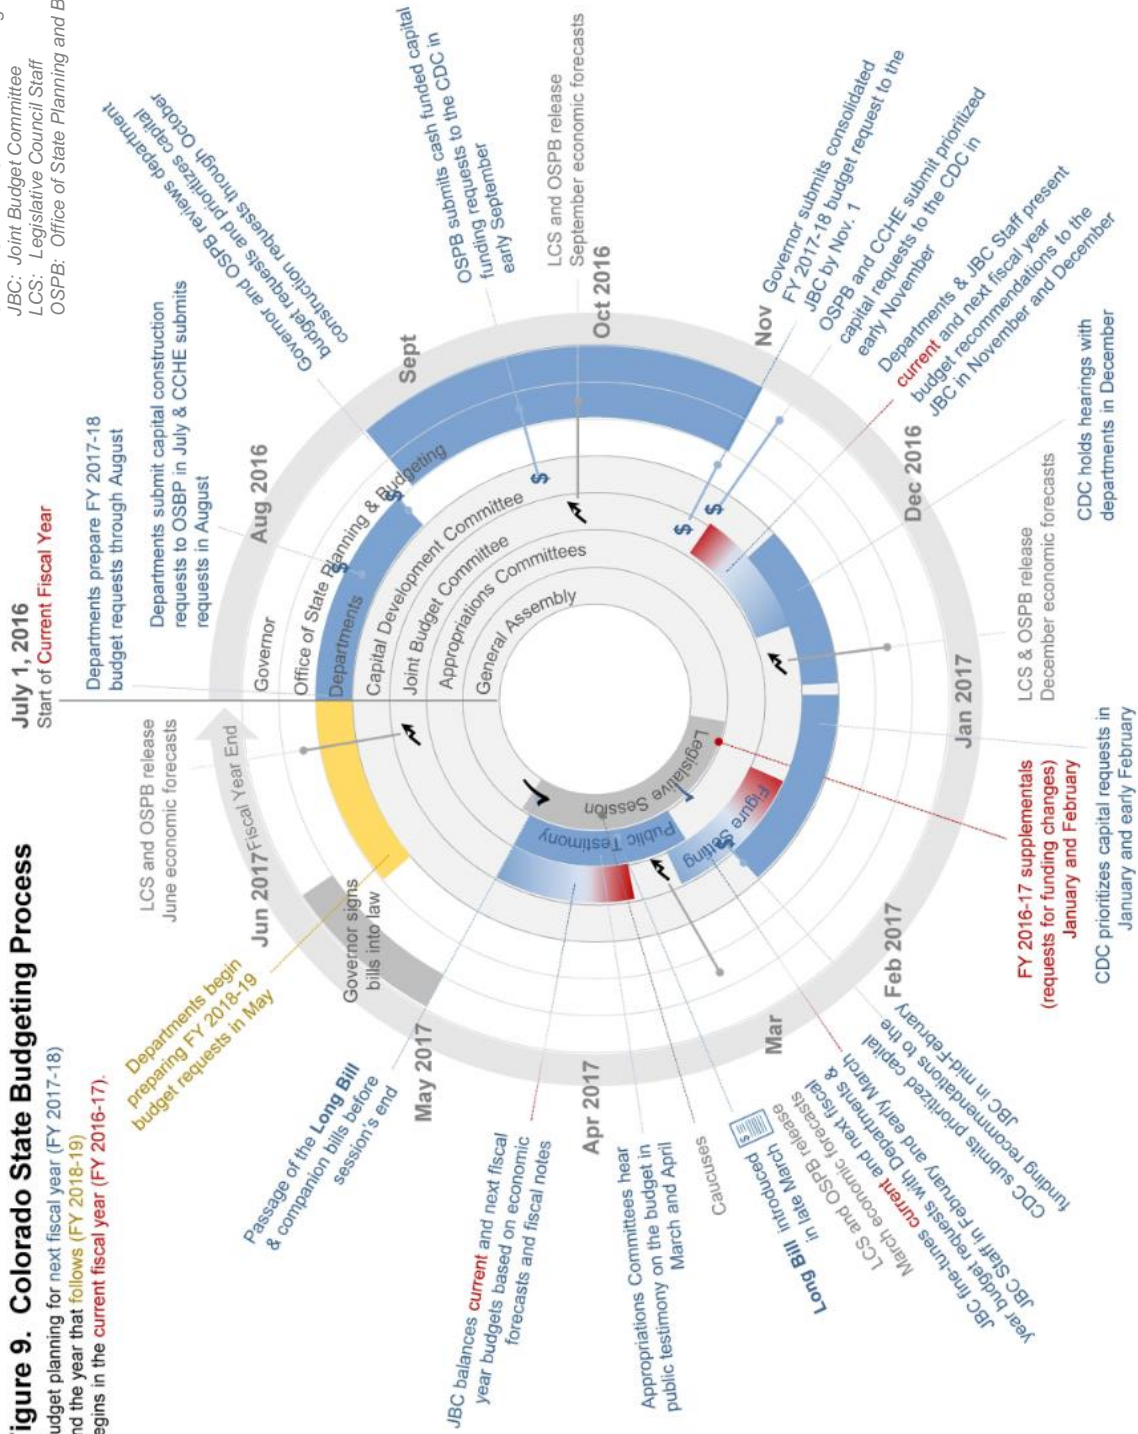 igure 9. Colorado State Budgeting Process
udget planning for next fiscal year (FY 2017-18)
nd the year that follows (FY 2018-19)
egins in the current fiscal year (FY 2016-17).
JBC: Joint Budget Committee
LCS: Legislative Council Staff
OSPB: Office of State Planning and B
July 1, 2016
Start of Current Fiscal Year
Departments prepare FY 2017-18
budget requests through August
Departments submit capital construction
requests to OSBP in July & CCHE submits
requests in August
Governor and OSPB reviews department
budget requests and prioritizes capital
construction requests through October
OSPB submits cash funded capital
funding requests to the CDC in
early September
LCS and OSPB release
September economic forecasts
Governor submits consolidated
FY 2017-18 budget request to the
JBC by Nov. 1
OSPB and CCHE submit prioritized
capital requests to the CDC in
early November
Departments & JBC Staff present
current and next fiscal year
budget recommendations to the
JBC in November and December
CDC holds hearings with
departments in December
LCS & OSPB release
December economic forecasts
CDC prioritizes capital requests in
January and early February
FY 2016-17 supplementals
(requests for funding changes)
January and February
CDC submits prioritized capital
funding recommendations to the
JBC in mid-February
JBC fine-tunes current and next fiscal
year budget requests with Departments &
JBC Staff in February and early March
LCS and OSPB release
March economic forecasts
Long Bill introduced
in late March
$
Caucuses
Appropriations Committees hear
public testimony on the budget in
March and April
JBC balances current and next fiscal
year budgets based on economic
forecasts and fiscal notes
Passage of the Long Bill
& companion bills before
session's end
Departments begin
preparing FY 2018-19
budget requests in May
LCS and OSPB release
June economic forecasts
Fiscal Year End
Aug 2016
Sept
Oct 2016
Nov
Dec 2016
Jan 2017
Feb 2017
Mar
Apr 2017
May 2017
Jun 2017
Governor signs
bills into law
Governor
Office of State Planning & Budgeting
Departments
Capital Development Committee
Joint Budget Committee
Appropriations Committees
General Assembly
Legislative Session
Public Testimony
Figure Setting
$
$
$
$
$
$